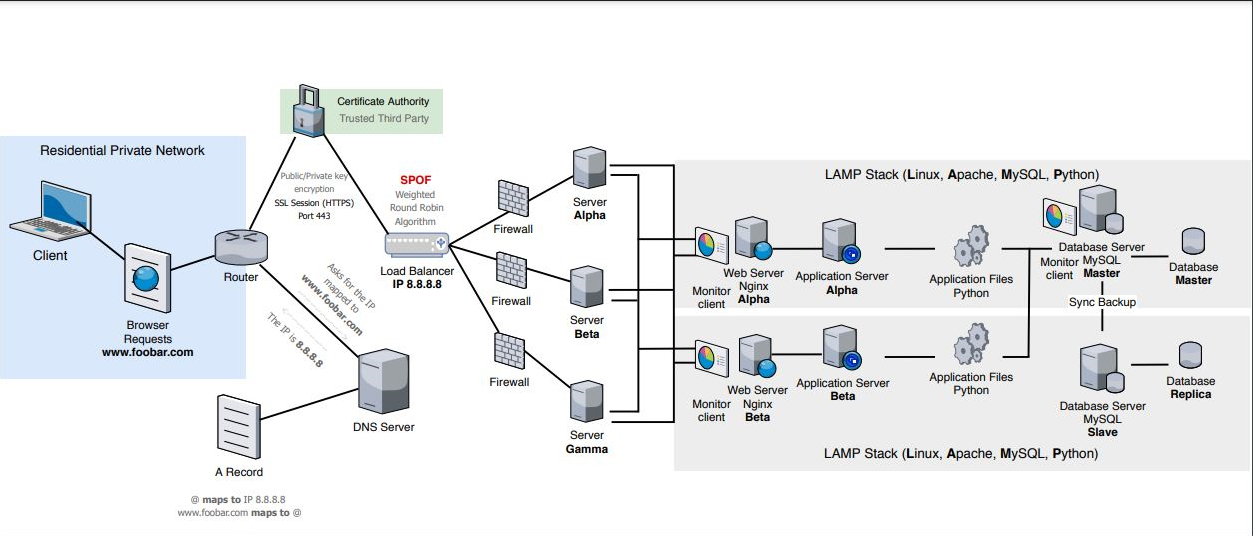 Certificate Authority
Trusted Third Party
Residential Private Network
Client
Browser
Requests
www.foobar.com
Router
Public/Private key
encryption
SSL Session (HTTPS)
Port 443
SPOF
Weighted
Round Robin
Algorithm
Load Balancer
IP 8.8.8.8
Asks for the IP
mapped to
www.foobar.com
The IP is 8.8.8.8
DNS Server
A Record
@ maps to IP 8.8.8.8
www.foobar.com maps to @
Firewall
Firewall
Firewall
Server
Alpha
Server
Beta
Server
Gamma
LAMP Stack (Linux, Apache, MySQL, Python)
Monitor
client
Web Server
Nginx
Alpha
Application Server
Alpha
Application Files
Python
Monitor
client
Database Server
MySQL
Master
Database
Master
Sync Backup
Monitor
client
Web Server
Nginx
Beta
Application Server
Beta
Application Files
Python
Database Server
MySQL
Slave
Database
Replica
LAMP Stack (Linux, Apache, MySQL, Python)